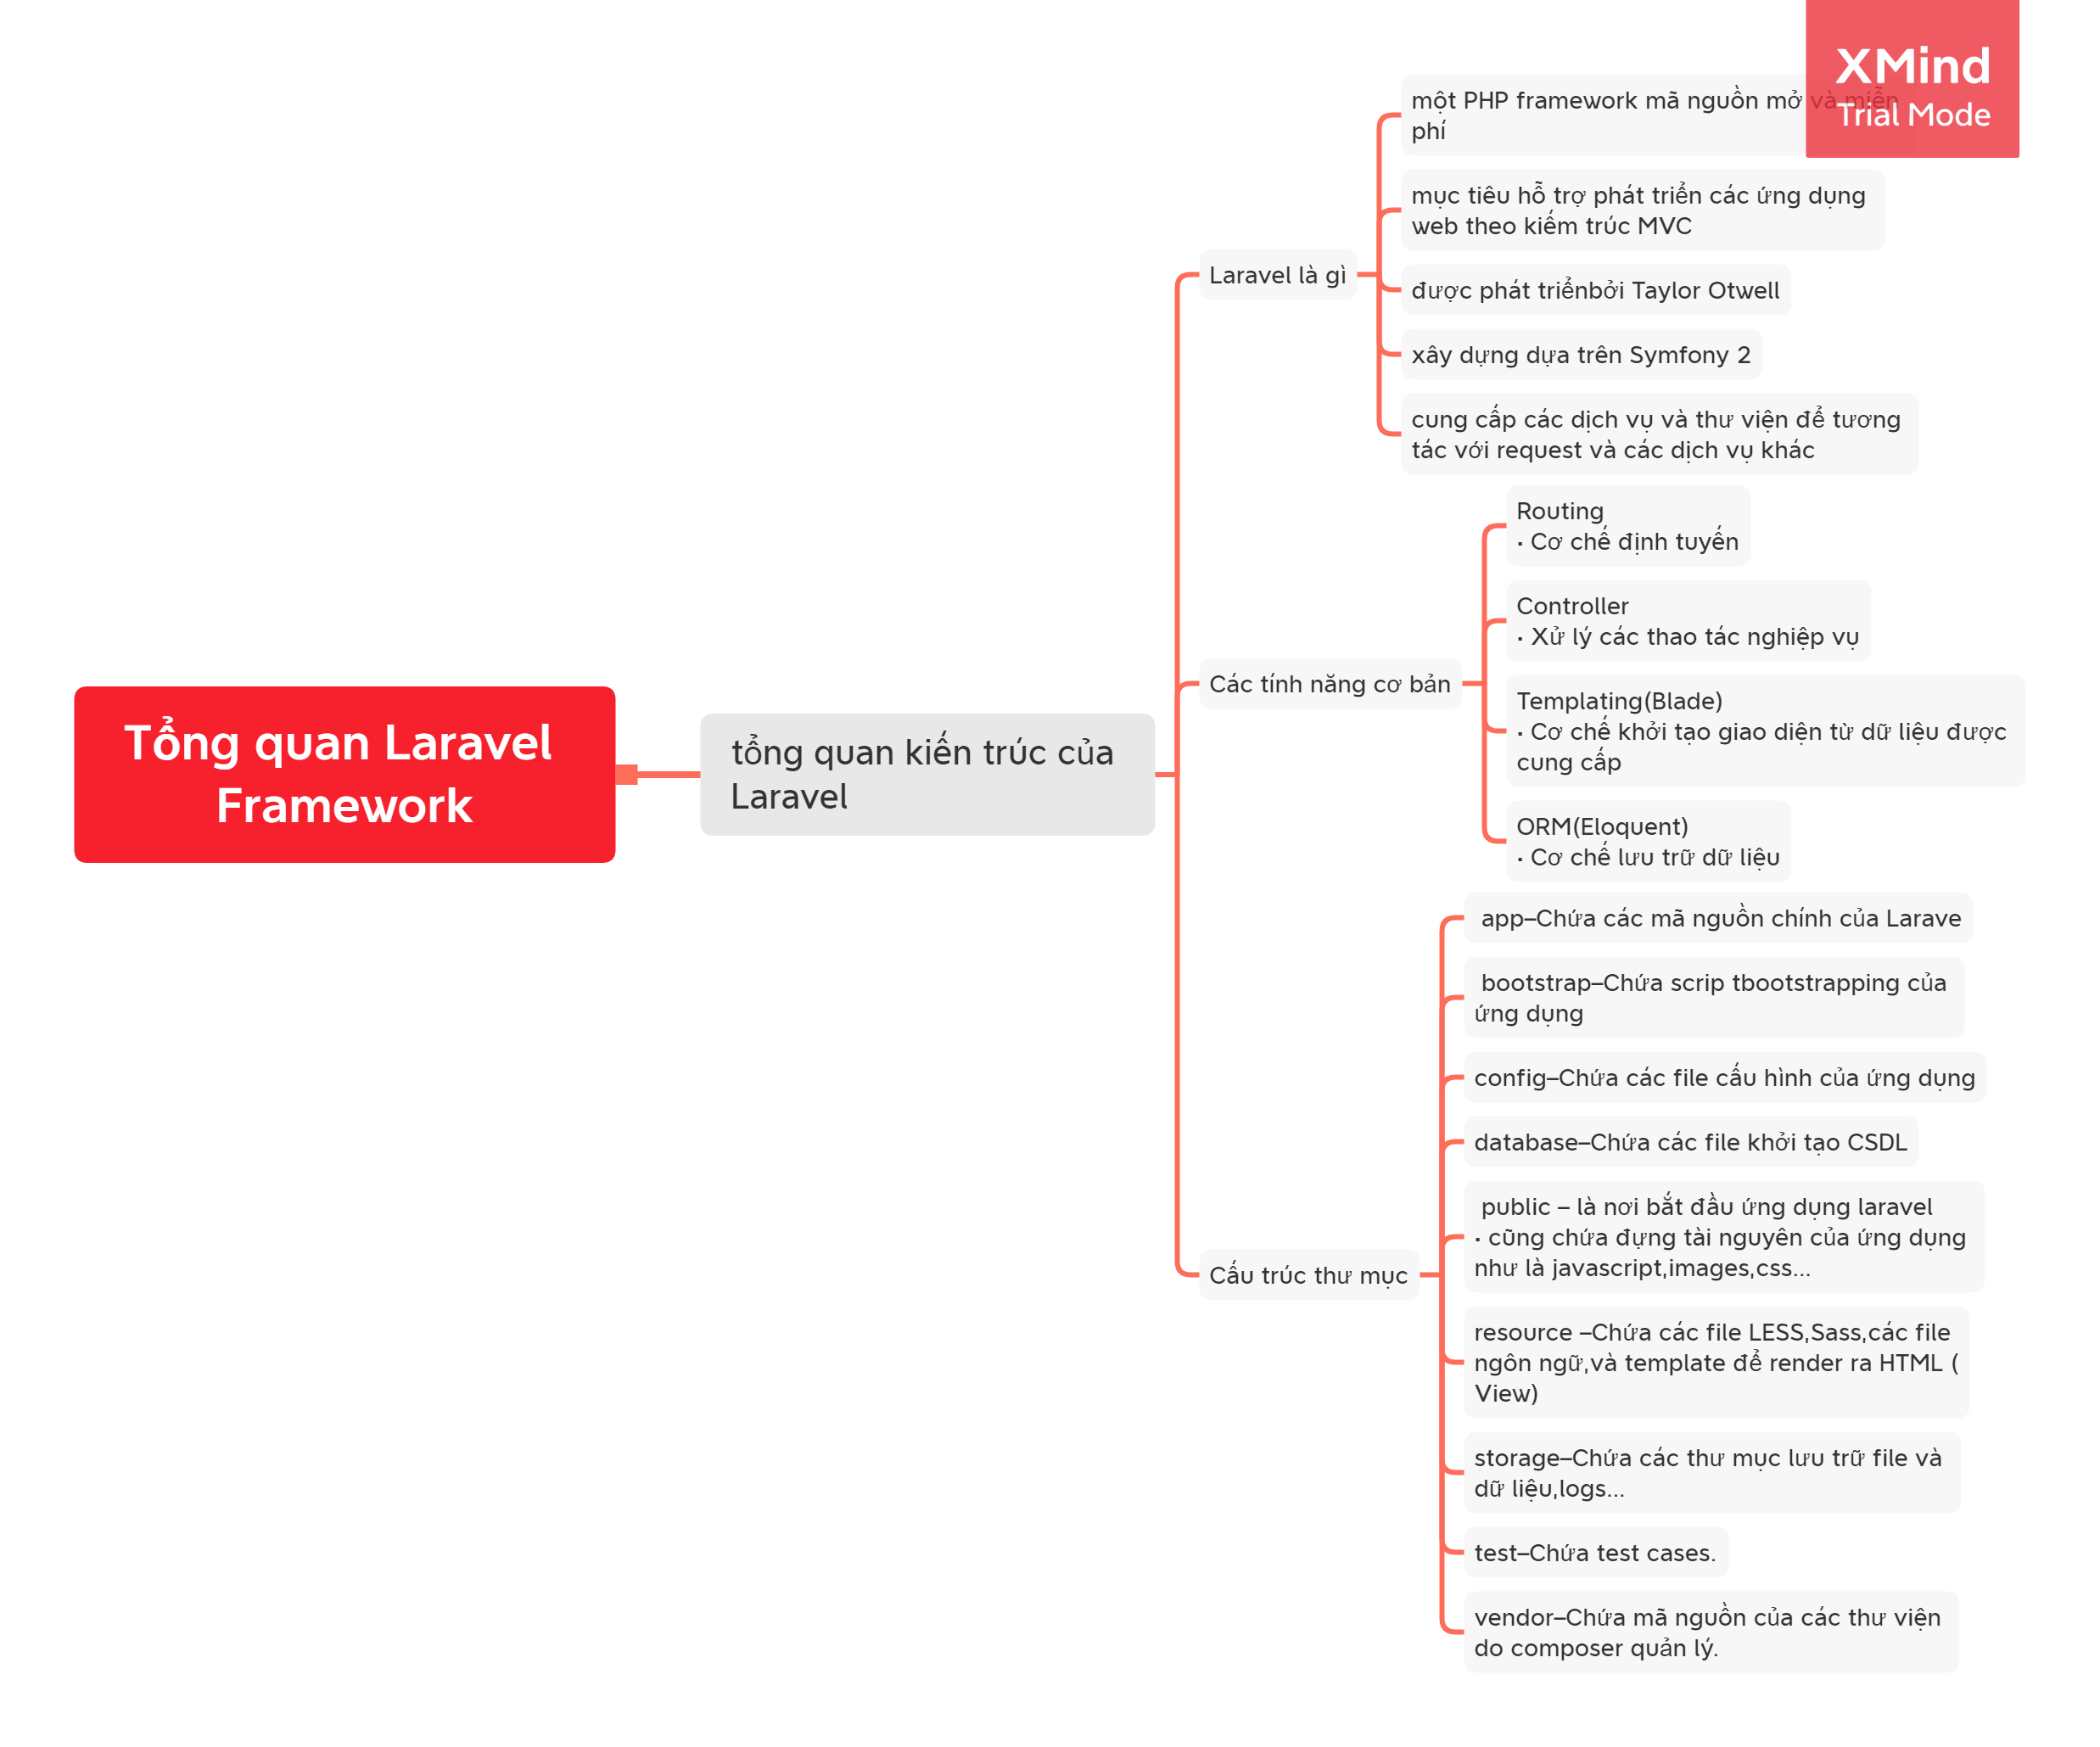 XMind
Trial Mode
một PHP framework mã nguồn mở và miễn
phí
mục tiêu hỗ trợ phát triển các ứng dụng
web theo kiếm trúc MVC
Laravel là gì
được phát triểnbởi Taylor Otwell
xây dựng dựa trên Symfony 2
cung cấp các dịch vụ và thư viện để tương
tác với request và các dịch vụ khác
Routing
• Cơ chế định tuyến
Controller
• Xử lý các thao tác nghiệp vụ
Các tính năng cơ bản
Templating(Blade)
• Cơ chế khởi tạo giao diện từ dữ liệu được
cung cấp
ORM(Eloquent)
• Cơ chế lưu trữ dữ liệu
Tổng quan Laravel
Framework
tổng quan kiến trúc của
Laravel
app–Chứa các mã nguồn chính của Larave
bootstrap–Chứa scrip tbootstrapping của
ứng dụng
config–Chứa các file cấu hình của ứng dụng
database–Chứa các file khởi tạo CSDL
public – là nơi bắt đầu ứng dụng laravel
• cũng chứa đựng tài nguyên của ứng dụng
như là javascript,images,css...
Cấu trúc thư mục
resource –Chứa các file LESS,Sass,các file
ngôn ngữ,và template để render ra HTML (
View)
storage–Chứa các thư mục lưu trữ file và
dữ liệu,logs...
test–Chứa test cases.
vendor–Chứa mã nguồn của các thư viện
do composer quản lý.